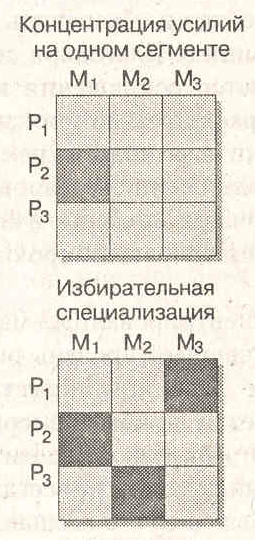 Концентрация усилий
на одном сегменте
M1 M2 M3
P1
P2
P3
Избирательная
специализация
M1 M2 M3
P1
P2
P3